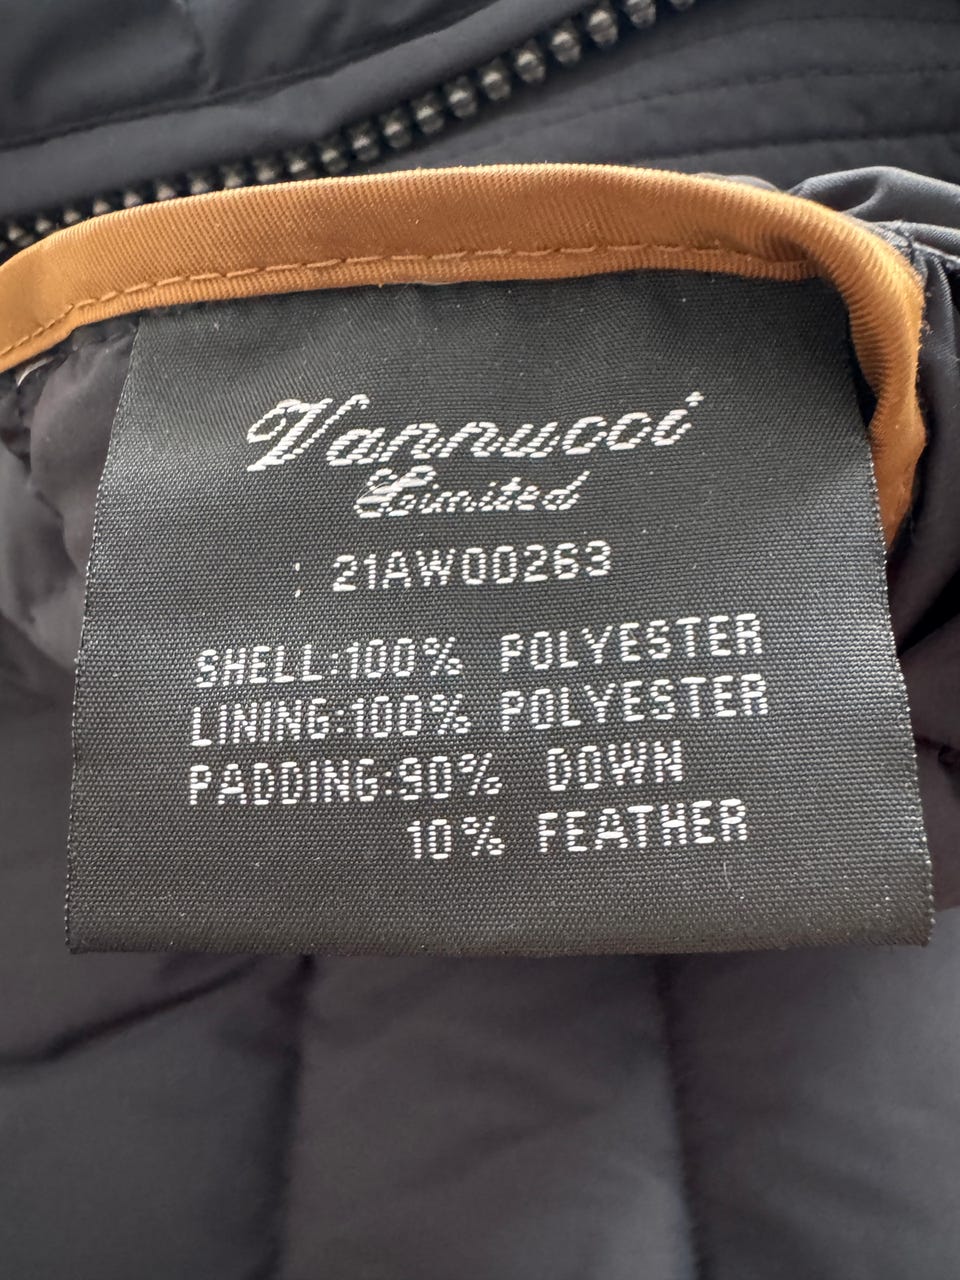 Vannucci
Limited
: 21AW00263
SHELL:100% POLYESTER
LINING:100% POLYESTER
PADDING:90% DOWN
10% FEATHER